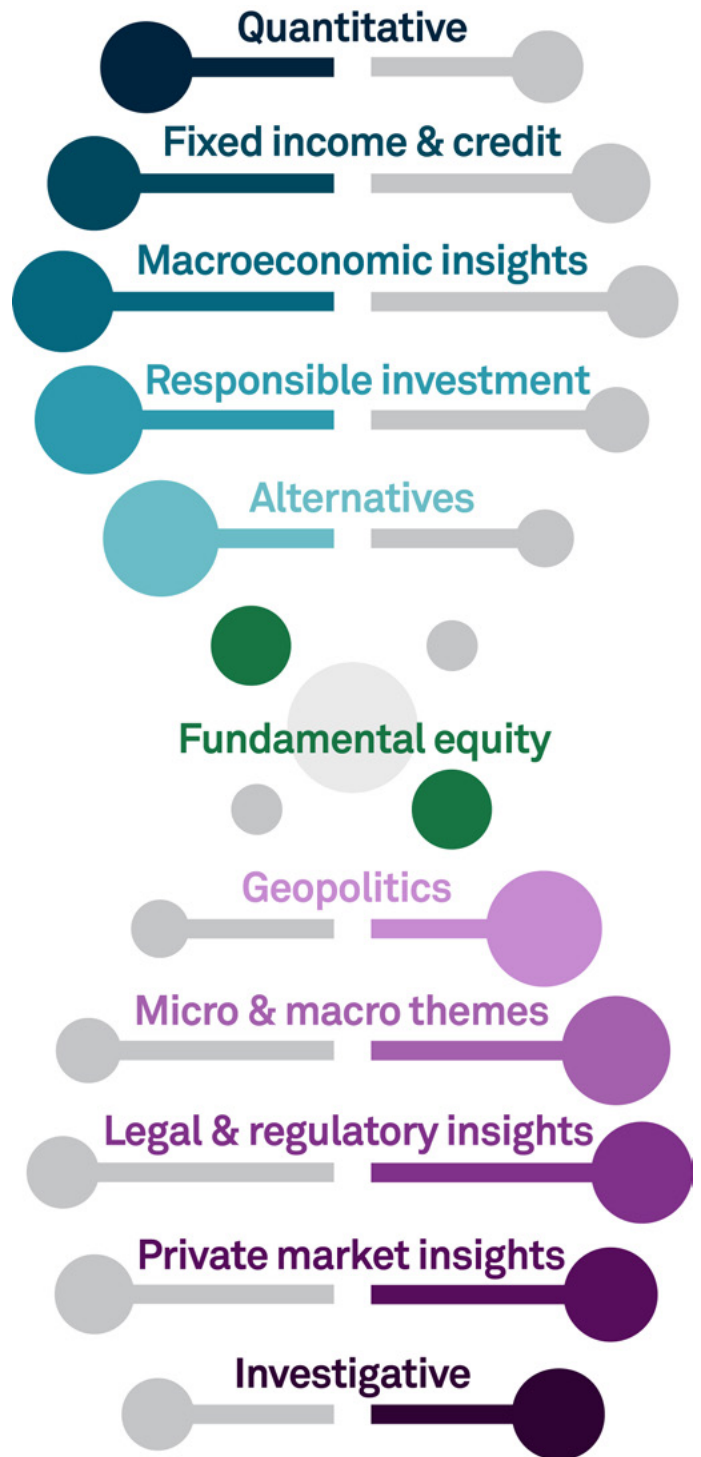 Quantitative
Fixed income & credit
Macroeconomic insights
Responsible investment
Alternatives
Fundamental equity
Geopolitics
Micro & macro themes
Legal & regulatory insights
Private market insights
Investigative